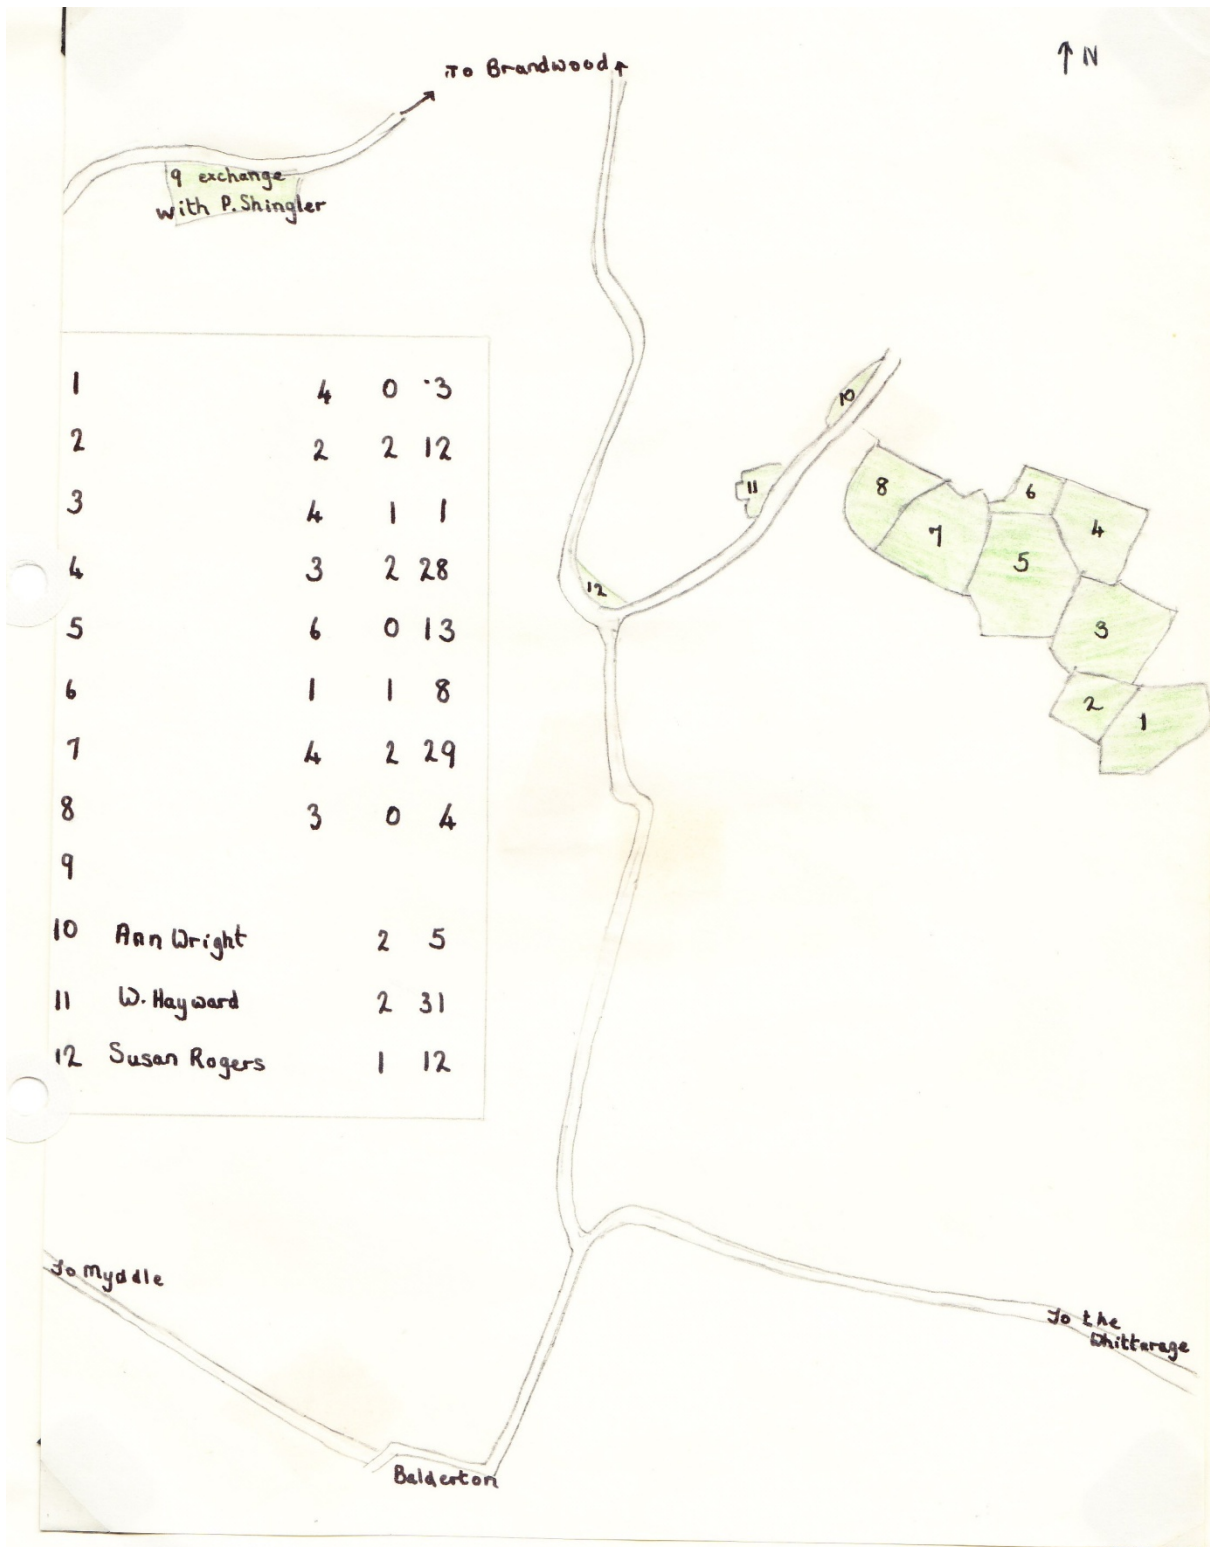 To Brandwood
N
9 exchange
with P. Shingler
1 4 0 3
2 2 2 12
3 4 1 1
4 3 2 28
5 6 0 13
6 1 1 8
7 4 2 29
8 3 0 4
9
10 Ann Wright 2 5
11 W. Hayward 2 31
12 Susan Rogers 1 12
10
11
12
8
7
6
5
4
3
2
1
To Myddle
To the
Whitterage
Balderton